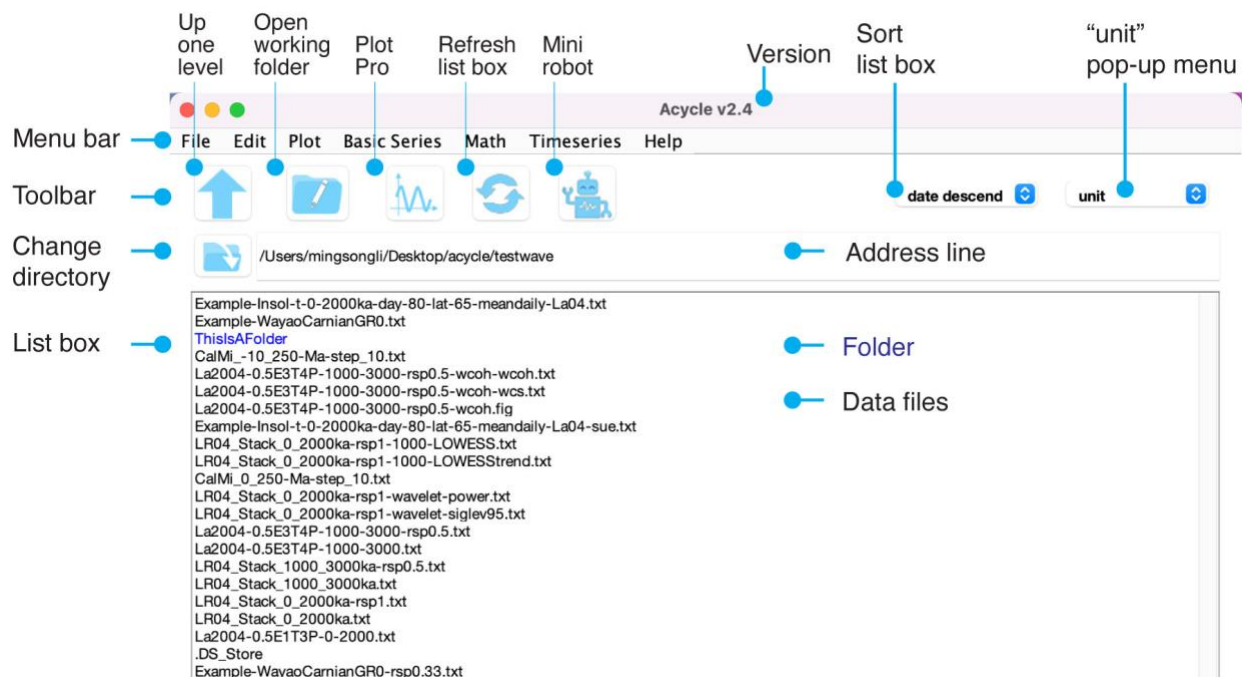 Up
one
level
Open
working
folder
Plot
Pro
Refresh
list box
Mini
robot
Version
Sort
list box
“unit”
pop-up menu
Acycle v2.4
Menu bar
File Edit Plot Basic Series Math Timeseries Help
Toolbar
date descend
unit
Change
directory
/Users/mingsongli/Desktop/acycle/testwave
Address line
List box
Example-Insol-t-0-2000ka-day-80-lat-65-meandaily-La04.txt
Example-WayaoCarnianGR0.txt
ThisIsAFolder
Folder
CalMi_-10_250-Ma-step_10.txt
La2004-0.5E3T4P-1000-3000-rsp0.5-wcoh-wcoh.txt
La2004-0.5E3T4P-1000-3000-rsp0.5-wcoh-wcs.txt
La2004-0.5E3T4P-1000-3000-rsp0.5-wcoh.fig
Data files
Example-Insol-t-0-2000ka-day-80-lat-65-meandaily-La04-sue.txt
LR04_Stack_0_2000ka-rsp1-1000-LOWESS.txt
LR04_Stack_0_2000ka-rsp1-1000-LOWESStrend.txt
CalMi_0_250-Ma-step_10.txt
LR04_Stack_0_2000ka-rsp1-wavelet-power.txt
LR04_Stack_0_2000ka-rsp1-wavelet-siglev95.txt
La2004-0.5E3T4P-1000-3000-rsp0.5.txt
La2004-0.5E3T4P-1000-3000.txt
LR04_Stack_1000_3000ka-rsp0.5.txt
LR04_Stack_1000_3000ka.txt
LR04_Stack_0_2000ka-rsp1.txt
LR04_Stack_0_2000ka.txt
La2004-0.5E1T3P-0-2000.txt
.DS_Store
Example-WayaoCarnianGR0-rsp0.33.txt